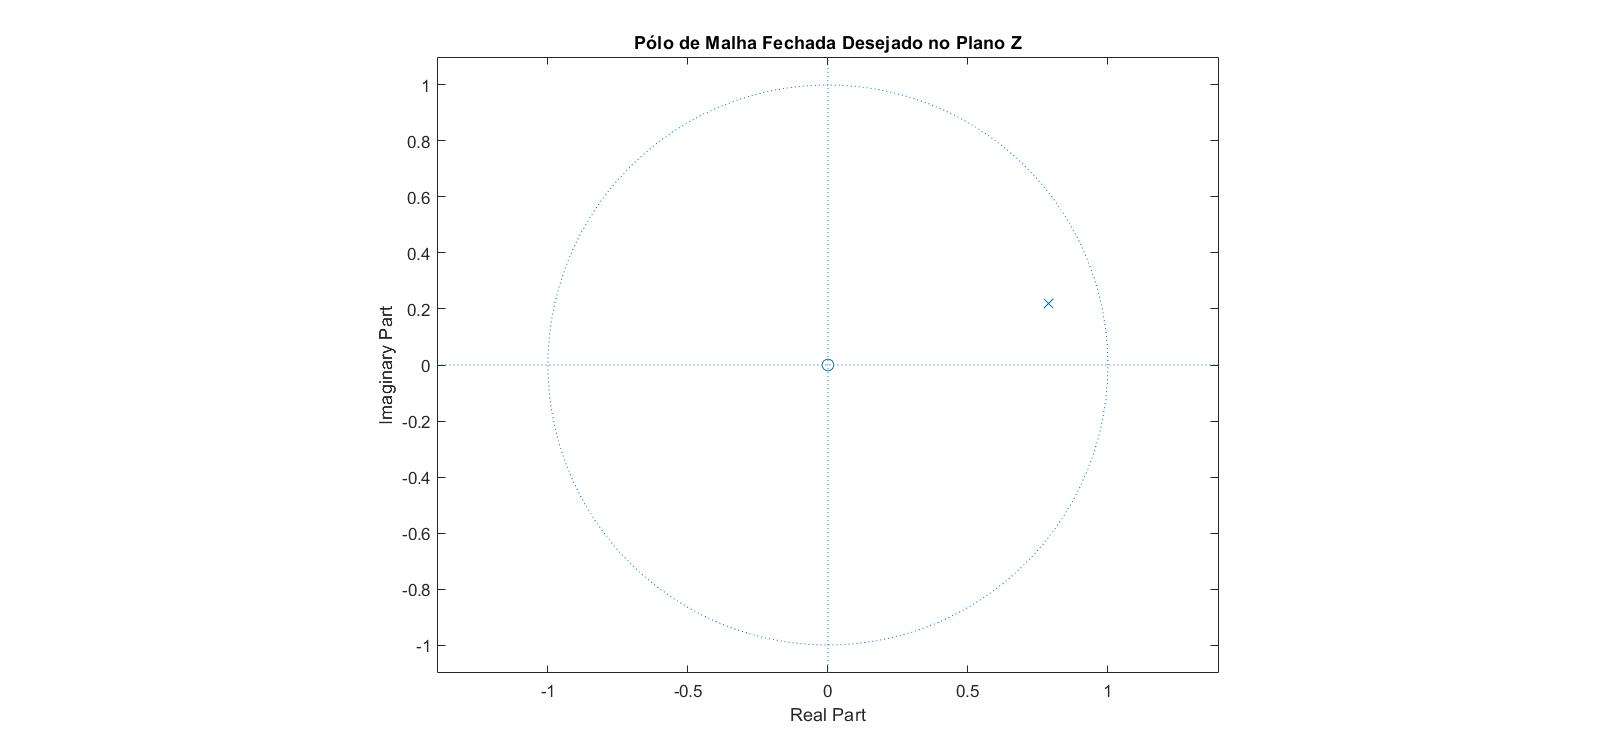 Pólo de Malha Fechada Desejado no Plano Z
1
0.8
0.6
0.4
0.2
0
-0.2
-0.4
-0.6
-0.8
-1
Imaginary Part
-1 -0.5 0 0.5 1
Real Part